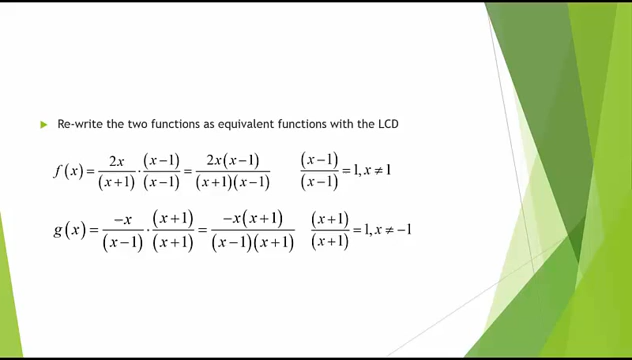 Re-write the two functions as equivalent functions with the LCD
f(x) = 2x/(x+1) · (x−1)/(x−1) = 2x(x−1)/(x+1)(x−1) (x−1)/(x−1) = 1, x ≠ 1
g(x) = −x/(x−1) · (x+1)/(x+1) = −x(x+1)/(x−1)(x+1) (x+1)/(x+1) = 1, x ≠ −1